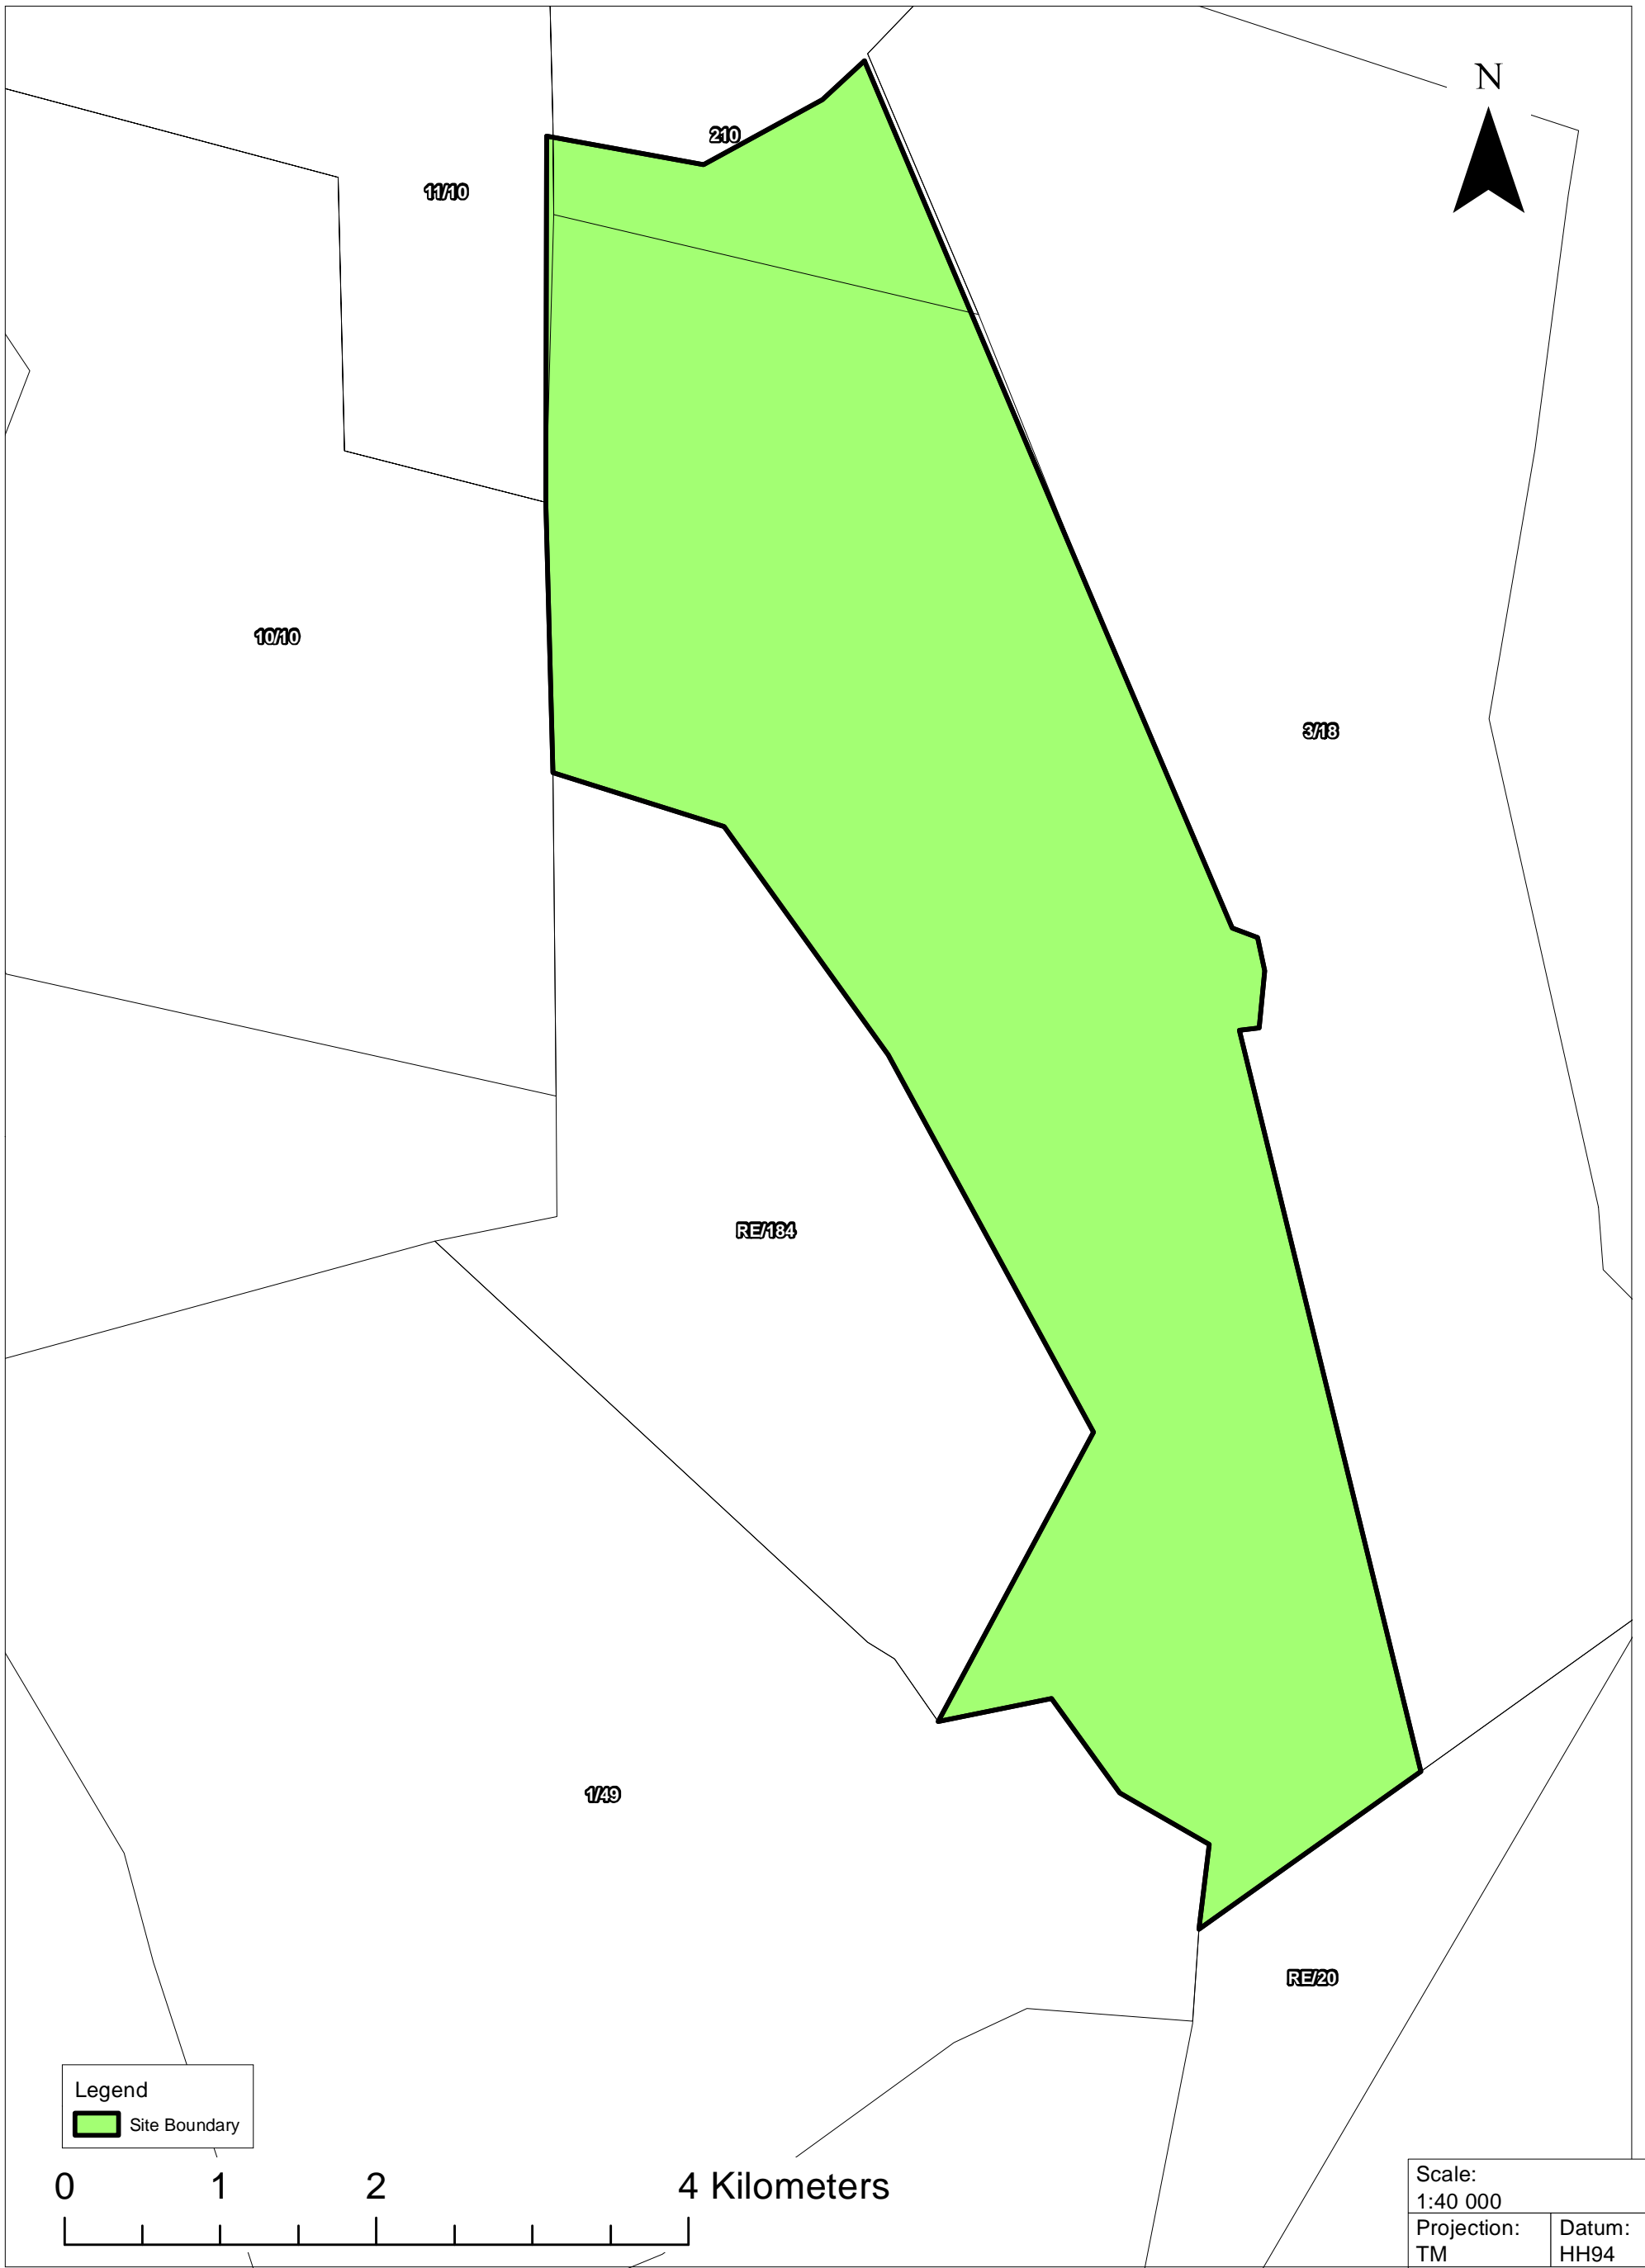 N
210
11/10
10/10
3/18
RE/184
1/49
RE/20
Legend
Site Boundary
0 1 2 4 Kilometers
Scale:
1:40 000
Projection:
TM
Datum:
HH94